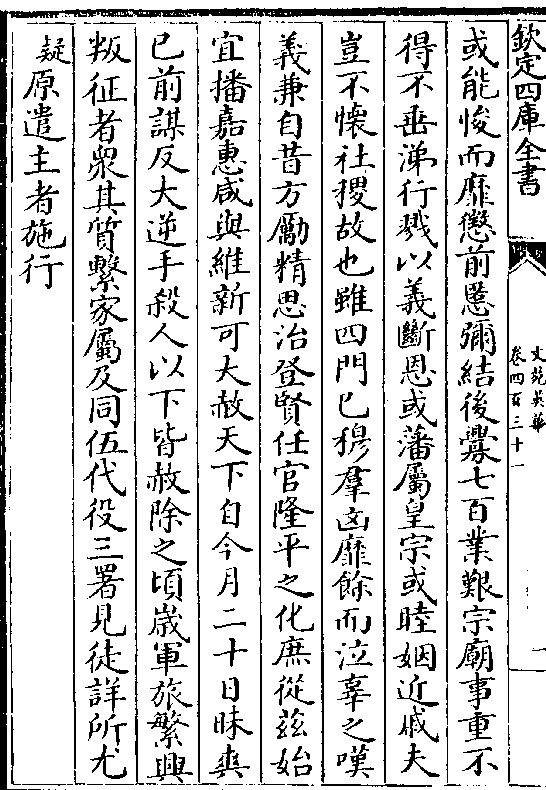 欽定四庫全書
文苑英華
卷四百三十一
一
或能悛而靡懲前慝彌結後釁七百業艱宗廟事重不
得不垂涕行戮以義斷恩或藩屬皇宗或睦姻近戚夫
豈不懷社稷故也雖四門已穆羣凶靡餘而泣辜之嘆
義兼自昔方勵精思治登賢任官隆平之化庶從兹始
宜播嘉惠咸與維新可大赦天下自今月二十日昧爽
已前謀反大逆手殺人以下皆赦除之頃嵗軍旅繁興
叛征者衆其質繫家屬及同伍代役三署見徒詳所尤
疑原遣主者施行